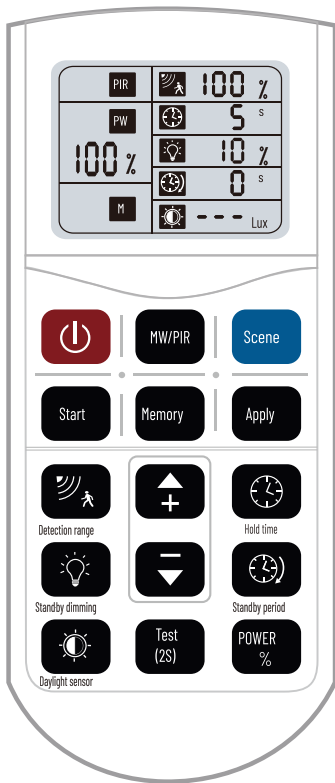 PIR
PW
100 %
M
100 %
5 s
10 %
0 s
--- Lux
MW/PIR
Scene
Start
Memory
Apply
+
−
Detection range
Hold time
Standby dimming
Standby period
Test
(2S)
POWER
%
Daylight sensor